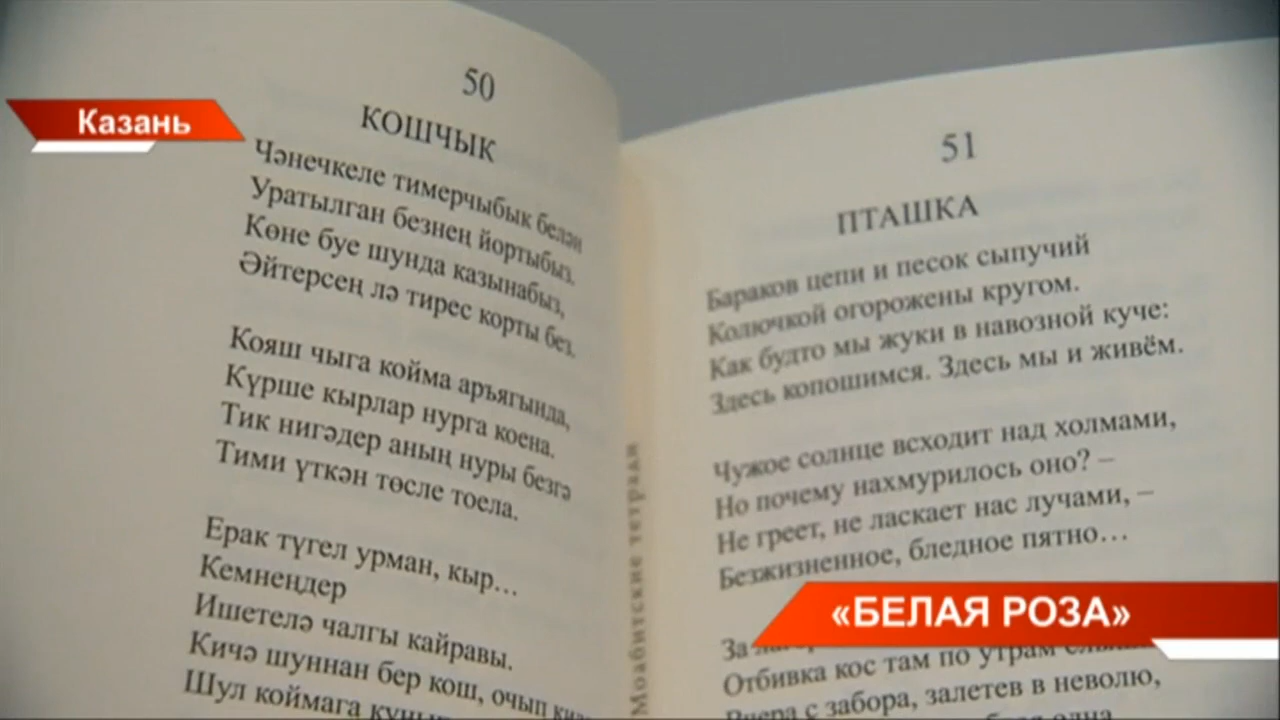 Казань
50
КОШЧЫК
Чәнечкеле тимерчыбык белән
Уратылган безнең йортыбыз.
Көне буе шунда казынабыз,
Әйтерсең лә тирес корты без.
Кояш чыга койма аръягында,
Күрше кырлар нурга коена.
Тик нигәдер аның нуры безгә
Тими үткән төсле тоела.
Ерак түгел урман, кыр...
Кемнеңдер
Ишетелә чалгы кайравы.
Кичә шуннан бер кош, очып
Шул коймага
Моабитские тетради
51
ПТАШКА
Бараков цепи и песок сыпучий
Колючкой огорожены кругом.
Как будто мы жуки в навозной куче:
Здесь копошимся. Здесь мы и живём.
Чужое солнце всходит над холмами,
Но почему нахмурилось оно? –
Не греет, не ласкает нас лучами, –
Безжизненное, бледное пятно...
За
Отбивка кос там по утрам
Вчера с забора, залетев в неволю,
«БЕЛАЯ РОЗА»